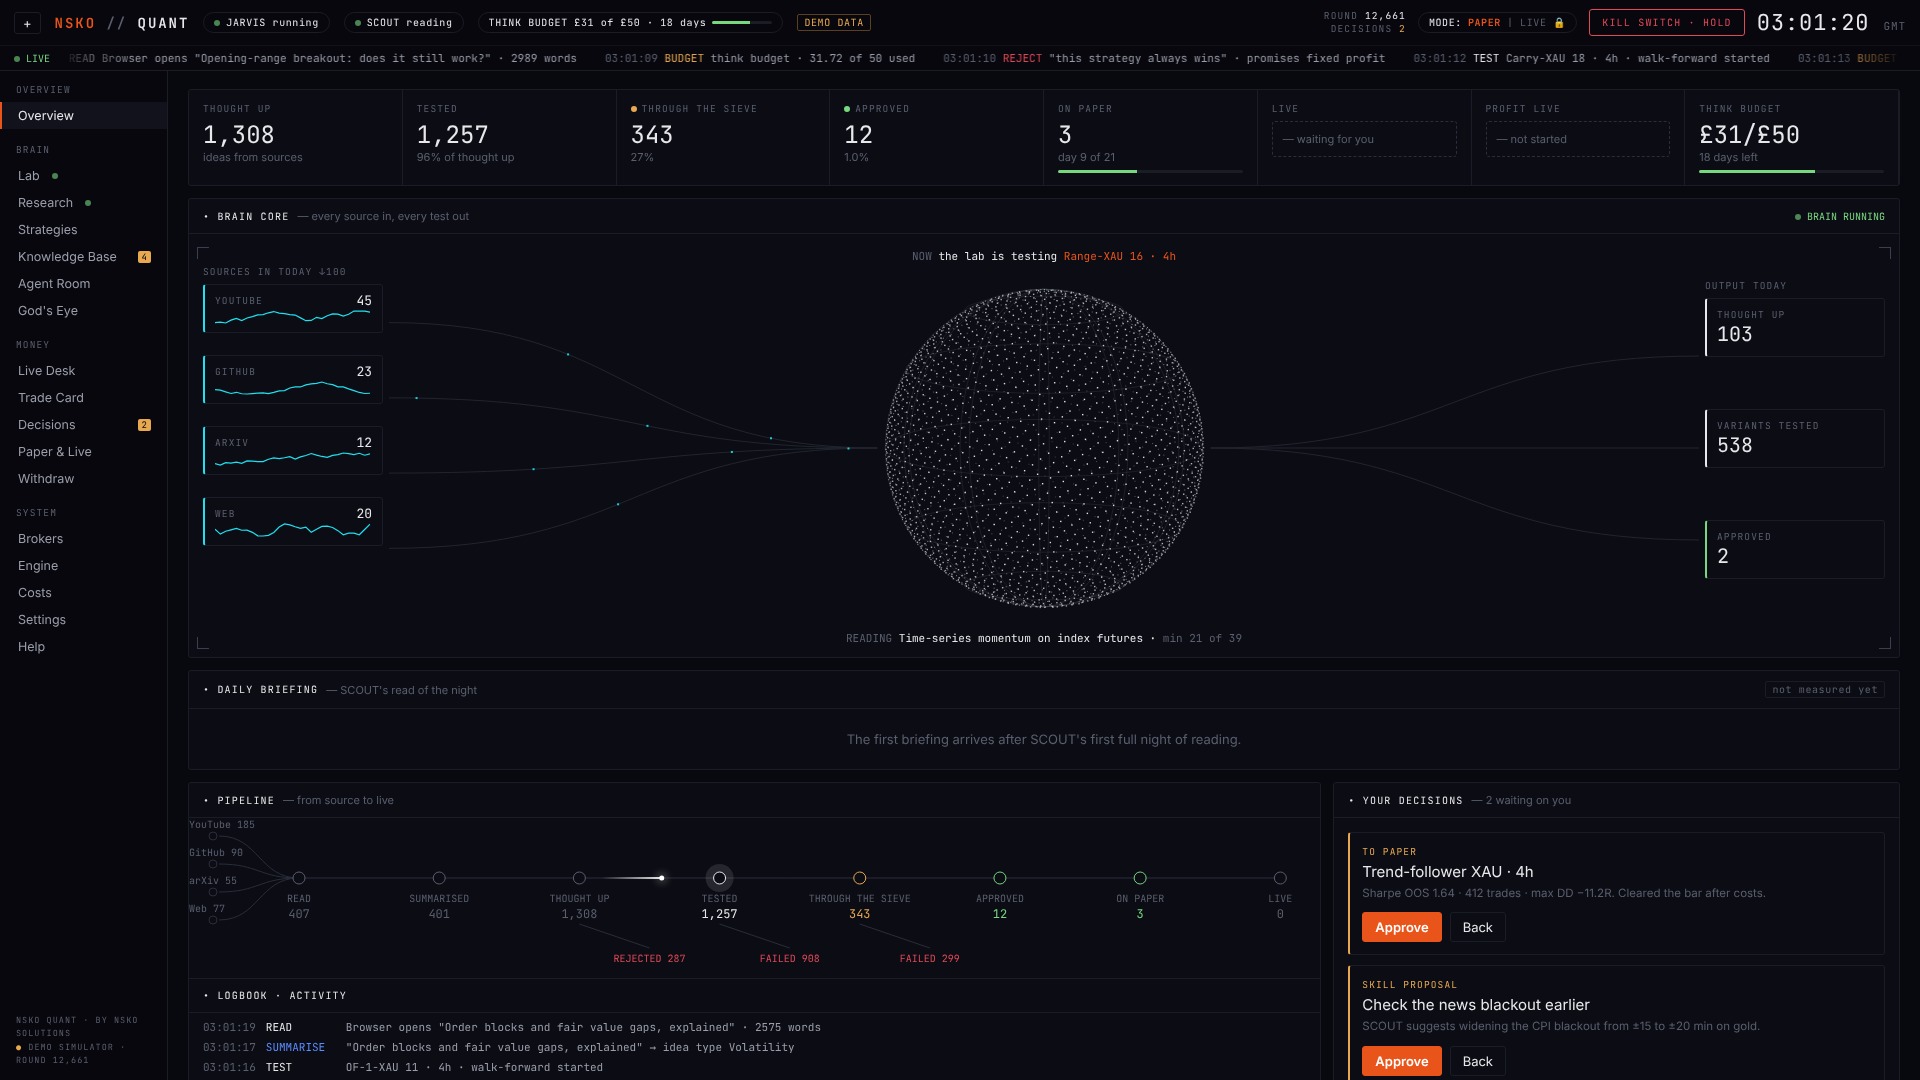 + NSKO // QUANT JARVIS running SCOUT reading THINK BUDGET £31 of £50 · 18 days DEMO DATA
ROUND 12,661
DECISIONS 2
MODE: PAPER | LIVE 🔒 KILL SWITCH · HOLD 03:01:20 GMT
LIVE READ Browser opens "Opening-range breakout: does it still work?" · 2989 words 03:01:09 BUDGET think budget · 31.72 of 50 used 03:01:10 REJECT "this strategy always wins" · promises fixed profit 03:01:12 TEST Carry-XAU 18 · 4h · walk-forward started 03:01:13 BUDGET
OVERVIEW
Overview
BRAIN
Lab
Research
Strategies
Knowledge Base 4
Agent Room
God's Eye
MONEY
Live Desk
Trade Card
Decisions 2
Paper & Live
Withdraw
SYSTEM
Brokers
Engine
Costs
Settings
Help
NSKO QUANT · BY NSKO
SOLUTIONS
DEMO SIMULATOR ·
ROUND 12,661
THOUGHT UP
1,308
ideas from sources
TESTED
1,257
96% of thought up
THROUGH THE SIEVE
343
27%
APPROVED
12
1.0%
ON PAPER
3
day 9 of 21
LIVE
— waiting for you
PROFIT LIVE
— not started
THINK BUDGET
£31/£50
18 days left
• BRAIN CORE — every source in, every test out
BRAIN RUNNING
NOW the lab is testing Range-XAU 16 · 4h
SOURCES IN TODAY ↓100
YOUTUBE 45
GITHUB 23
ARXIV 12
WEB 20
OUTPUT TODAY
THOUGHT UP
103
VARIANTS TESTED
538
APPROVED
2
READING Time-series momentum on index futures · min 21 of 39
• DAILY BRIEFING — SCOUT's read of the night
not measured yet
The first briefing arrives after SCOUT's first full night of reading.
• PIPELINE — from source to live
YouTube 185
GitHub 90
arXiv 55
Web 77
READ
407
SUMMARISED
401
THOUGHT UP
1,308
TESTED
1,257
THROUGH THE SIEVE
343
APPROVED
12
ON PAPER
3
LIVE
0
REJECTED 287
FAILED 908
FAILED 299
• LOGBOOK · ACTIVITY
03:01:19 READ Browser opens "Order blocks and fair value gaps, explained" · 2575 words
03:01:17 SUMMARISE "Order blocks and fair value gaps, explained" → idea type Volatility
03:01:16 TEST OF-1-XAU 11 · 4h · walk-forward started
• YOUR DECISIONS — 2 waiting on you
TO PAPER
Trend-follower XAU · 4h
Sharpe OOS 1.64 · 412 trades · max DD −11.2R. Cleared the bar after costs.
Approve Back
SKILL PROPOSAL
Check the news blackout earlier
SCOUT suggests widening the CPI blackout from ±15 to ±20 min on gold.
Approve Back